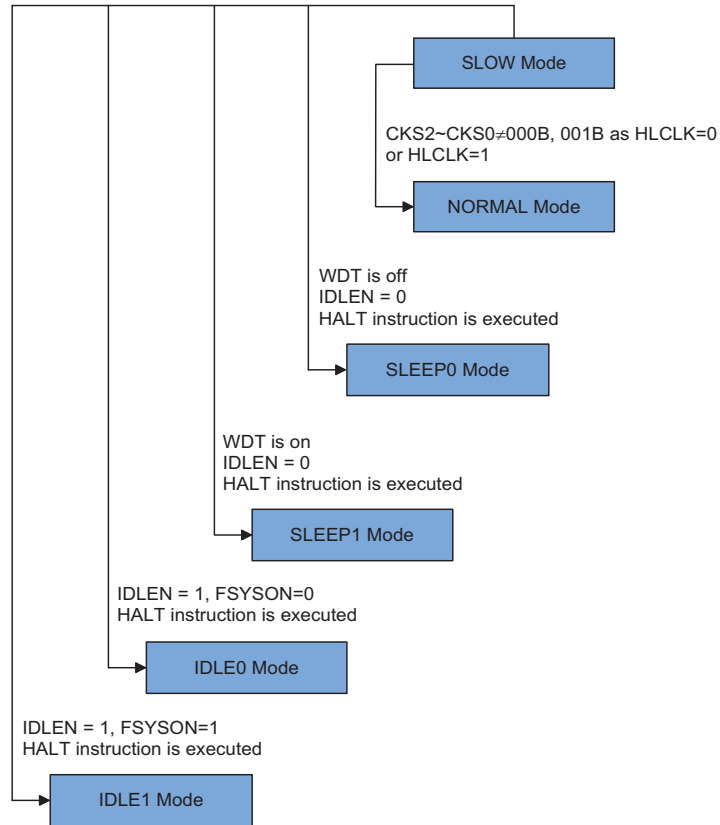 SLOW Mode
CKS2~CKS0≠000B, 001B as HLCLK=0
or HLCLK=1
NORMAL Mode
WDT is off
IDLEN = 0
HALT instruction is executed
SLEEP0 Mode
WDT is on
IDLEN = 0
HALT instruction is executed
SLEEP1 Mode
IDLEN = 1, FSYSON=0
HALT instruction is executed
IDLE0 Mode
IDLEN = 1, FSYSON=1
HALT instruction is executed
IDLE1 Mode